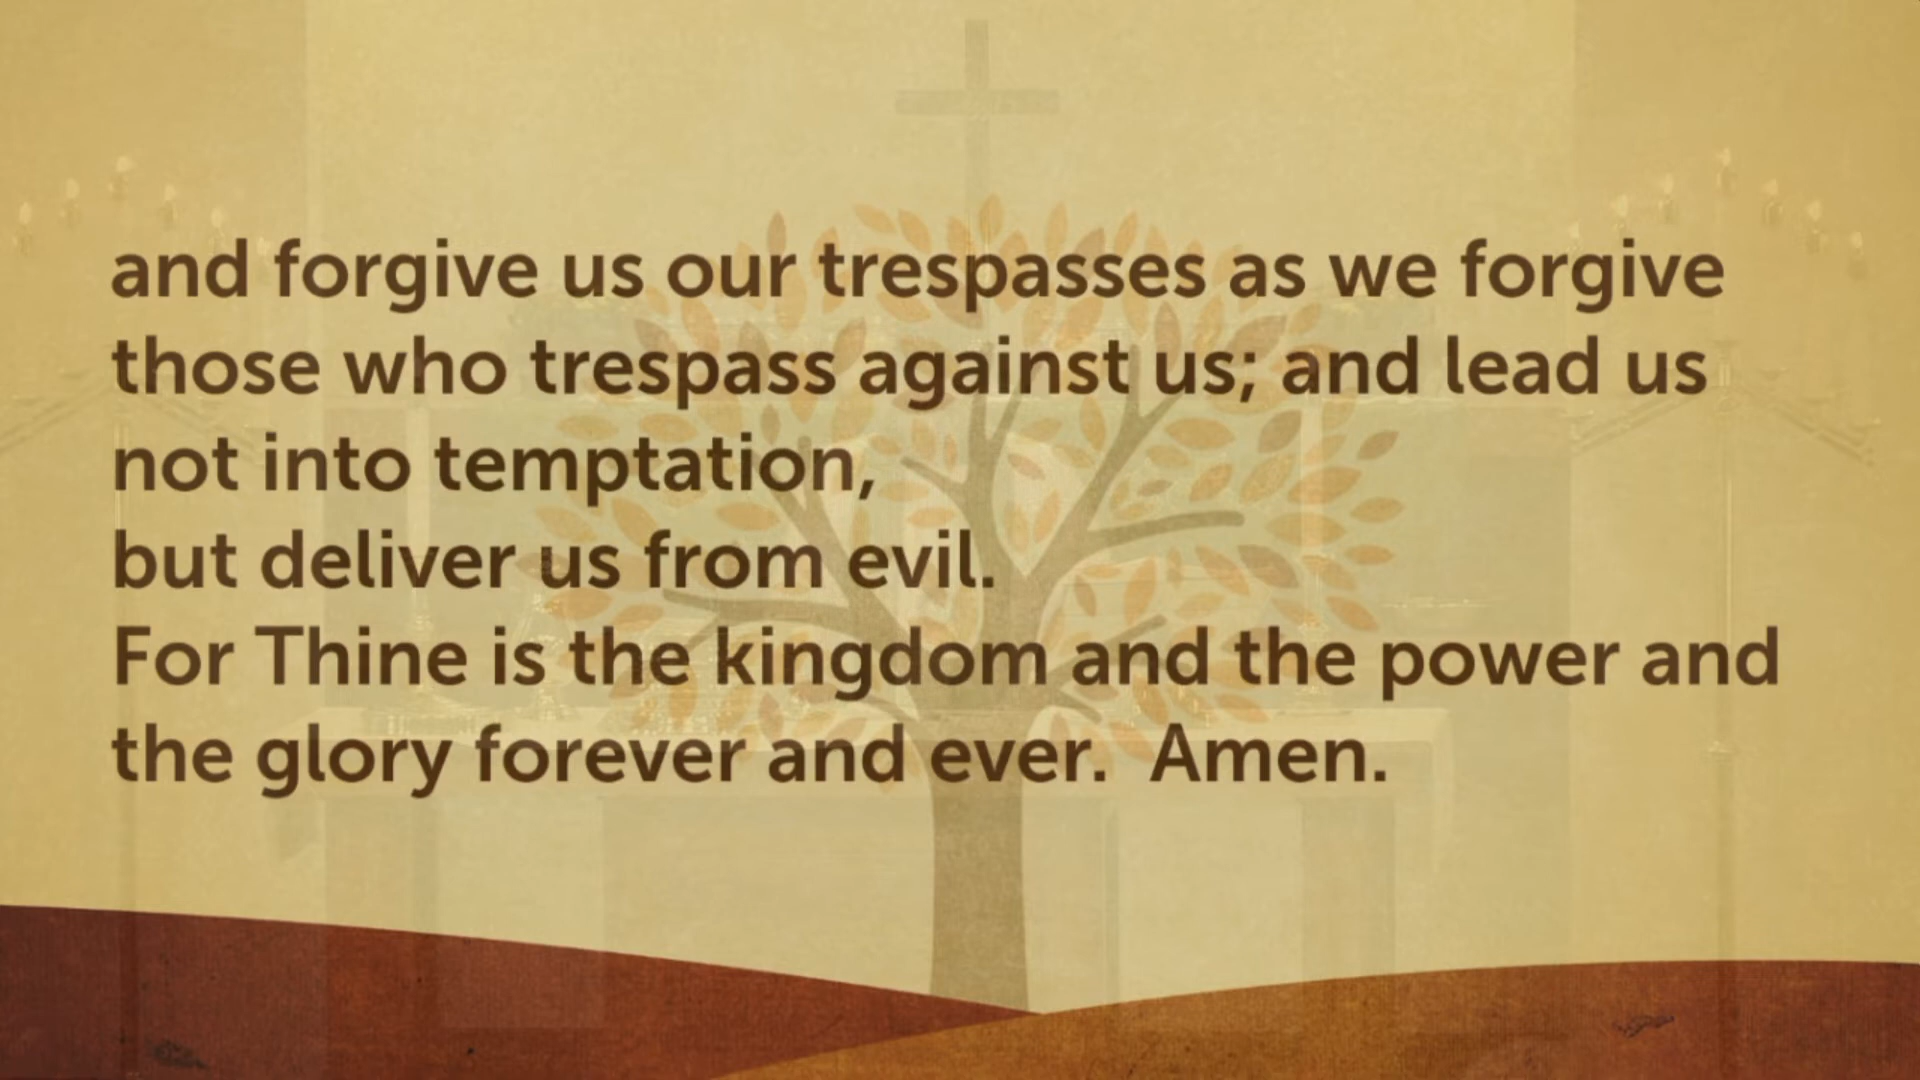 and forgive us our trespasses as we forgive
those who trespass against us; and lead us
not into temptation,
but deliver us from evil.
For Thine is the kingdom and the power and
the glory forever and ever.  Amen.